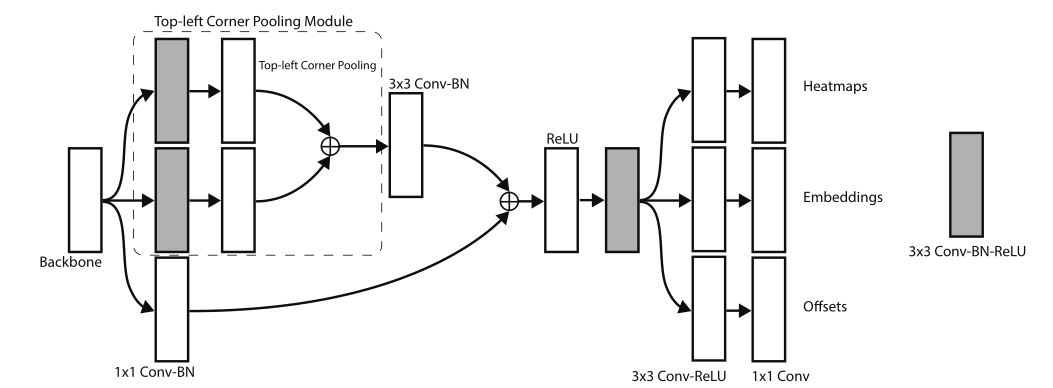 Top-left Corner Pooling Module
Top-left Corner Pooling
3x3 Conv-BN
Backbone
1x1 Conv-BN
ReLU
Heatmaps
Embeddings
Offsets
3x3 Conv-ReLU
1x1 Conv
3x3 Conv-BN-ReLU